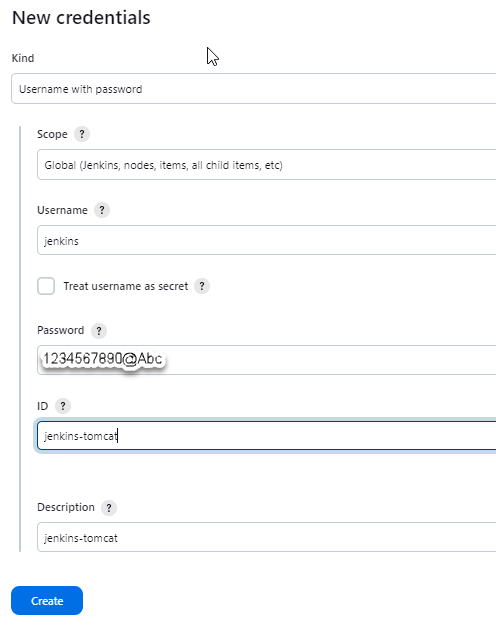 New credentials
Kind
Username with password
Scope ?
Global (Jenkins, nodes, items, all child items, etc)
Username ?
jenkins
Treat username as secret ?
Password ?
1234567890@Abc
ID ?
jenkins-tomcat
Description ?
jenkins-tomcat
Create